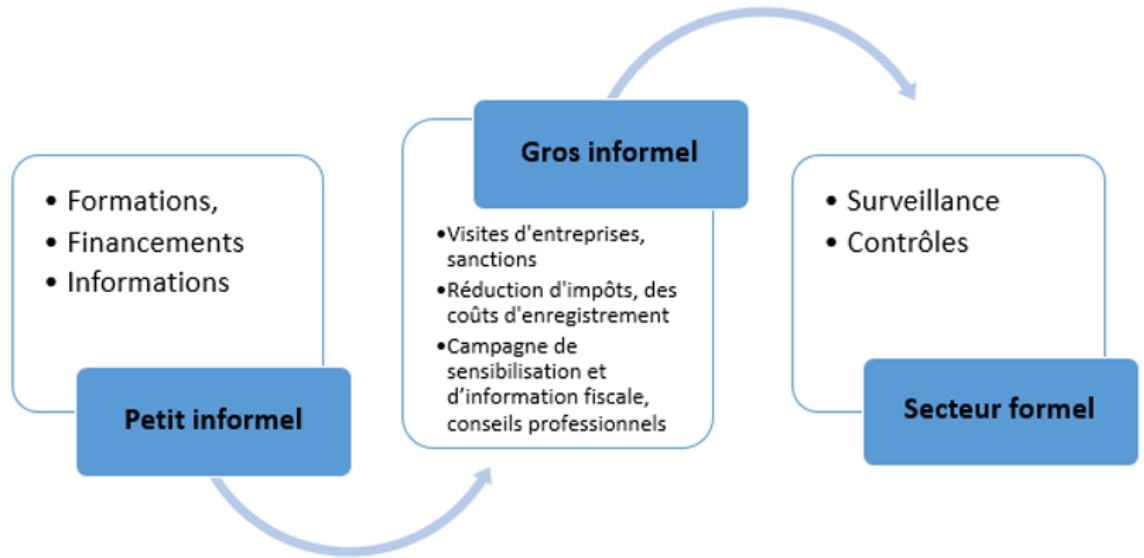 • Formations,
• Financements
• Informations
Petit informel
Gros informel
•Visites d'entreprises,
sanctions
•Réduction d'impôts, des
coûts d'enregistrement
•Campagne de
sensibilisation et
d’information fiscale,
conseils professionnels
• Surveillance
• Contrôles
Secteur formel